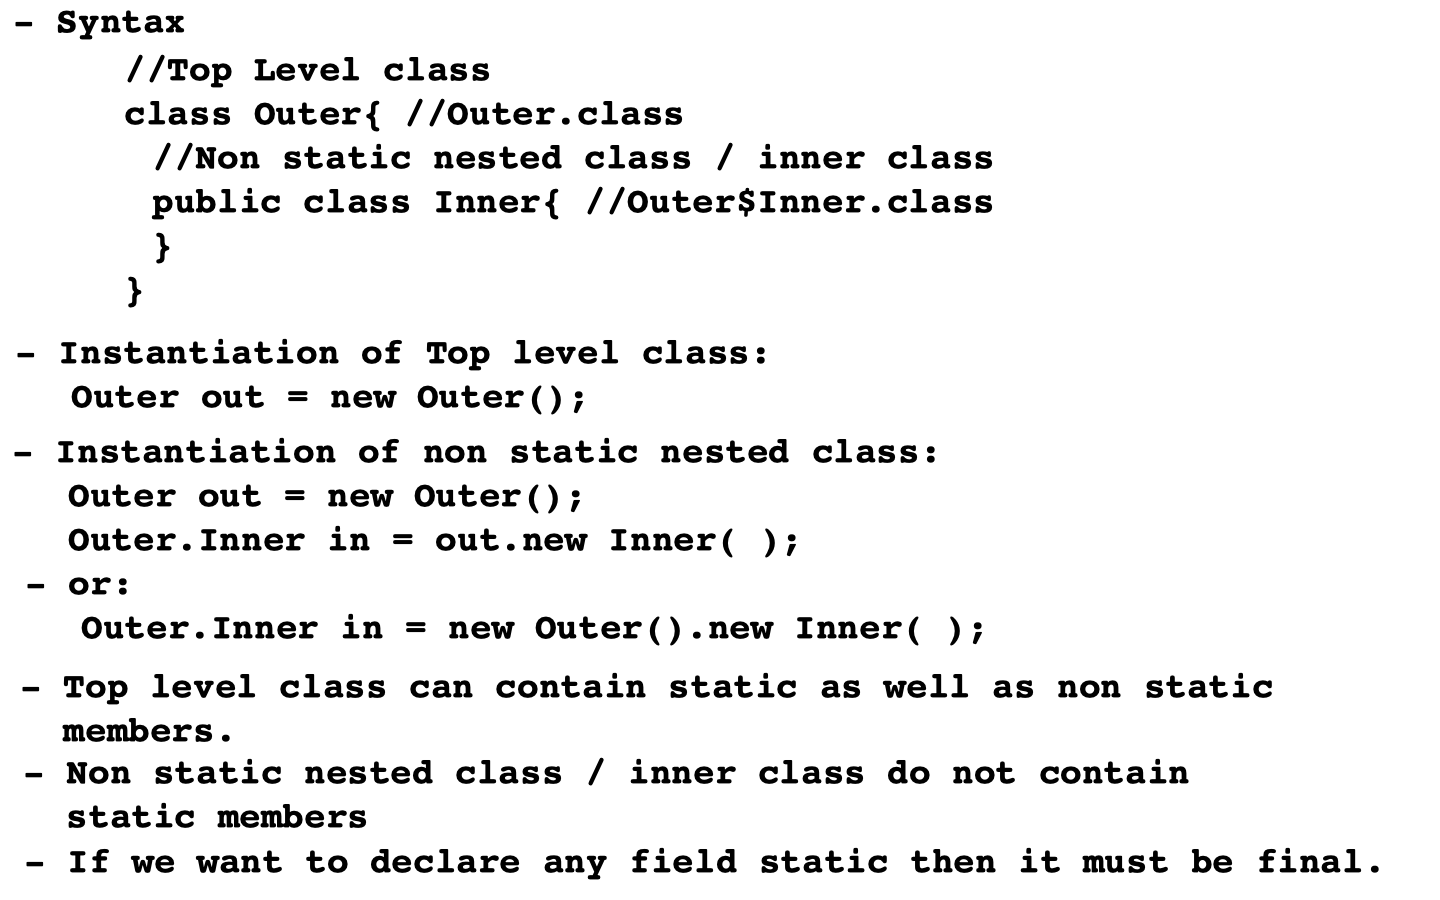 - Syntax
//Top Level class
class Outer{ //Outer.class
//Non static nested class / inner class
public class Inner{ //Outer$Inner.class
}
}
- Instantiation of Top level class:
Outer out = new Outer();
- Instantiation of non static nested class:
Outer out = new Outer();
Outer.Inner in = out.new Inner( );
- or:
Outer.Inner in = new Outer().new Inner( );
- Top level class can contain static as well as non static
members.
- Non static nested class / inner class do not contain
static members
- If we want to declare any field static then it must be final.